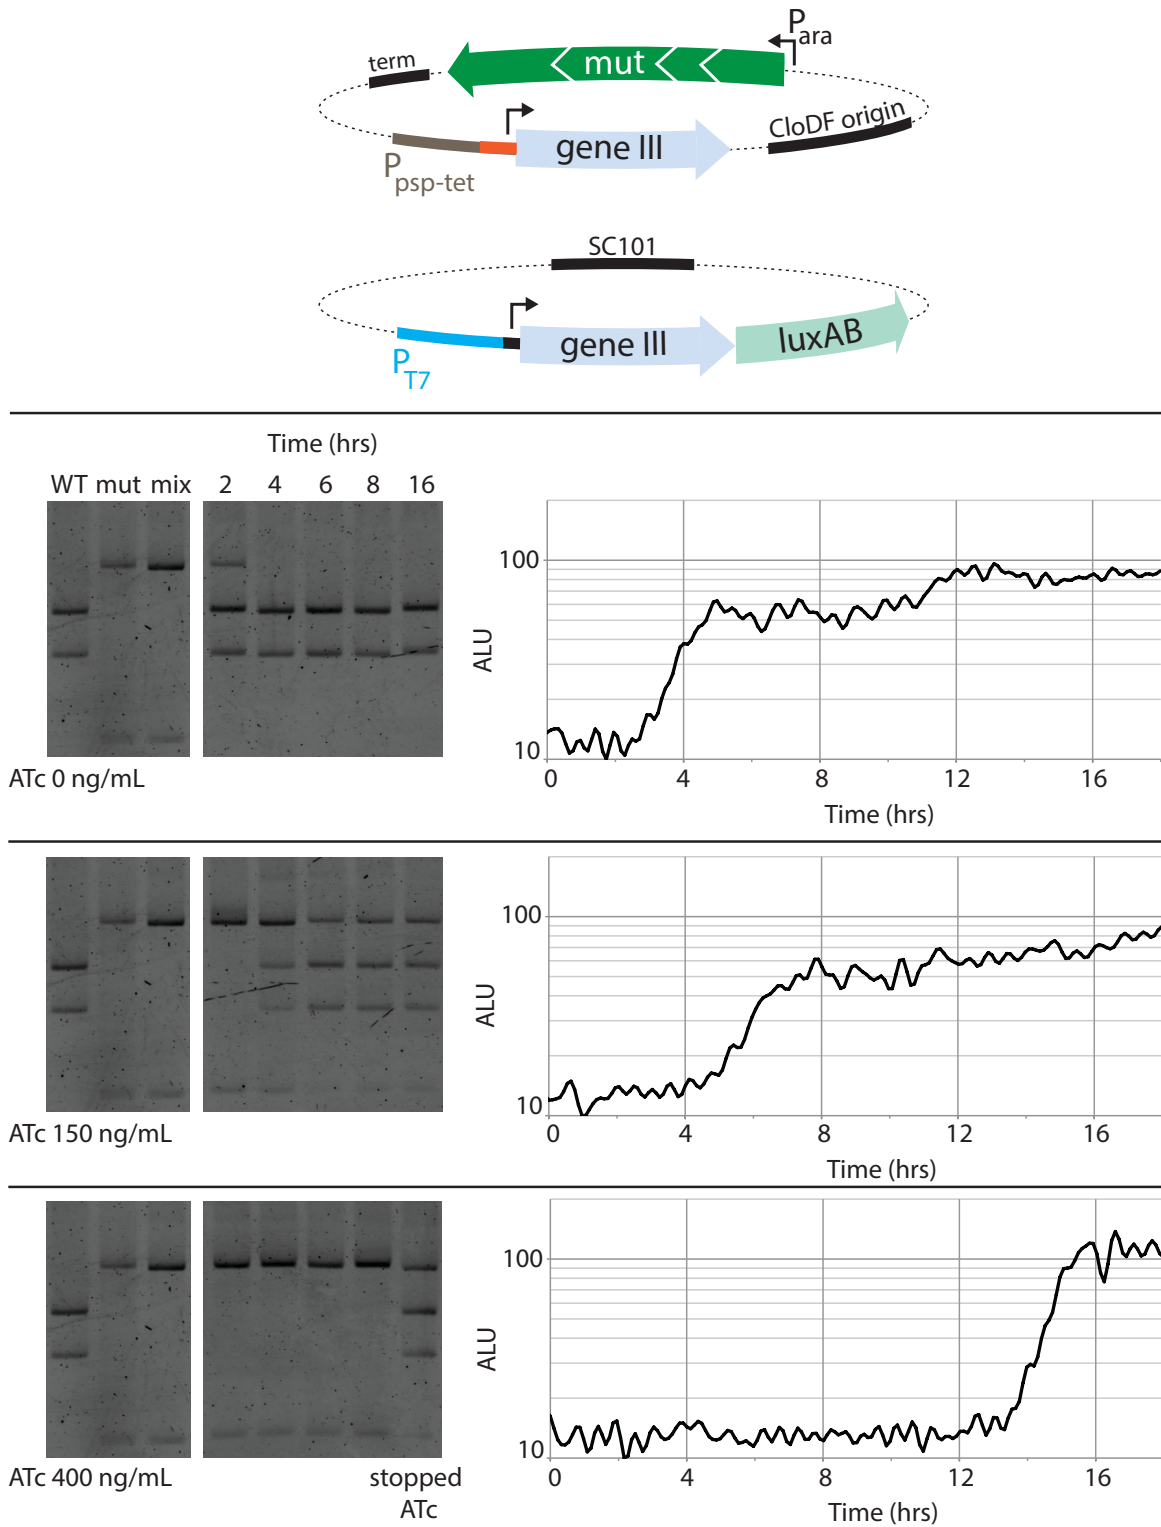 P ara
term
mut
CloDF origin
gene III
P psp-tet
SC101
gene III
luxAB
P T7
Time (hrs)
WT mut mix 2 4 6 8 16
100
10
ALU
0 4 8 12 16
Time (hrs)
ATc 0 ng/mL
100
10
ALU
0 4 8 12 16
Time (hrs)
ATc 150 ng/mL
100
10
ALU
0 4 8 12 16
Time (hrs)
ATc 400 ng/mL
stopped
ATc